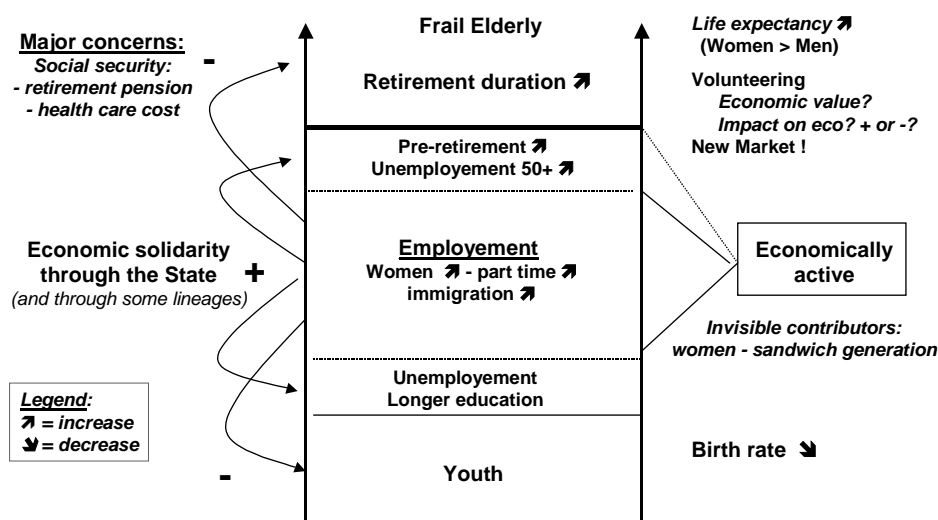 Major concerns:
Social security:
- retirement pension
- health care cost
-
Economic solidarity
through the State +
(and through some lineages)
Legend:
↗ = increase
↘ = decrease
-
Frail Elderly
Retirement duration ↗
Pre-retirement ↗
Unemployement 50+ ↗
Employement
Women ↗ - part time ↗
immigration ↗
Unemployement
Longer education
Youth
Life expectancy ↗
(Women > Men)
Volunteering
Economic value?
Impact on eco? + or -?
New Market !
Economically
active
Invisible contributors:
women - sandwich generation
Birth rate ↘